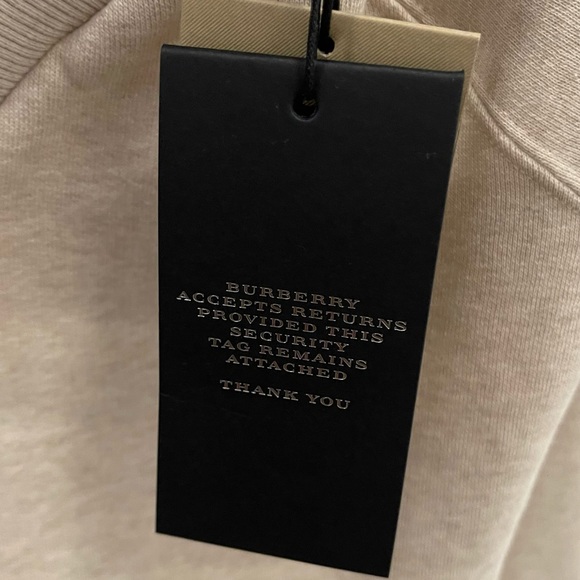 BURBERRY
ACCEPTS RETURNS
PROVIDED THIS
SECURITY
TAG REMAINS
ATTACHED
THANK YOU